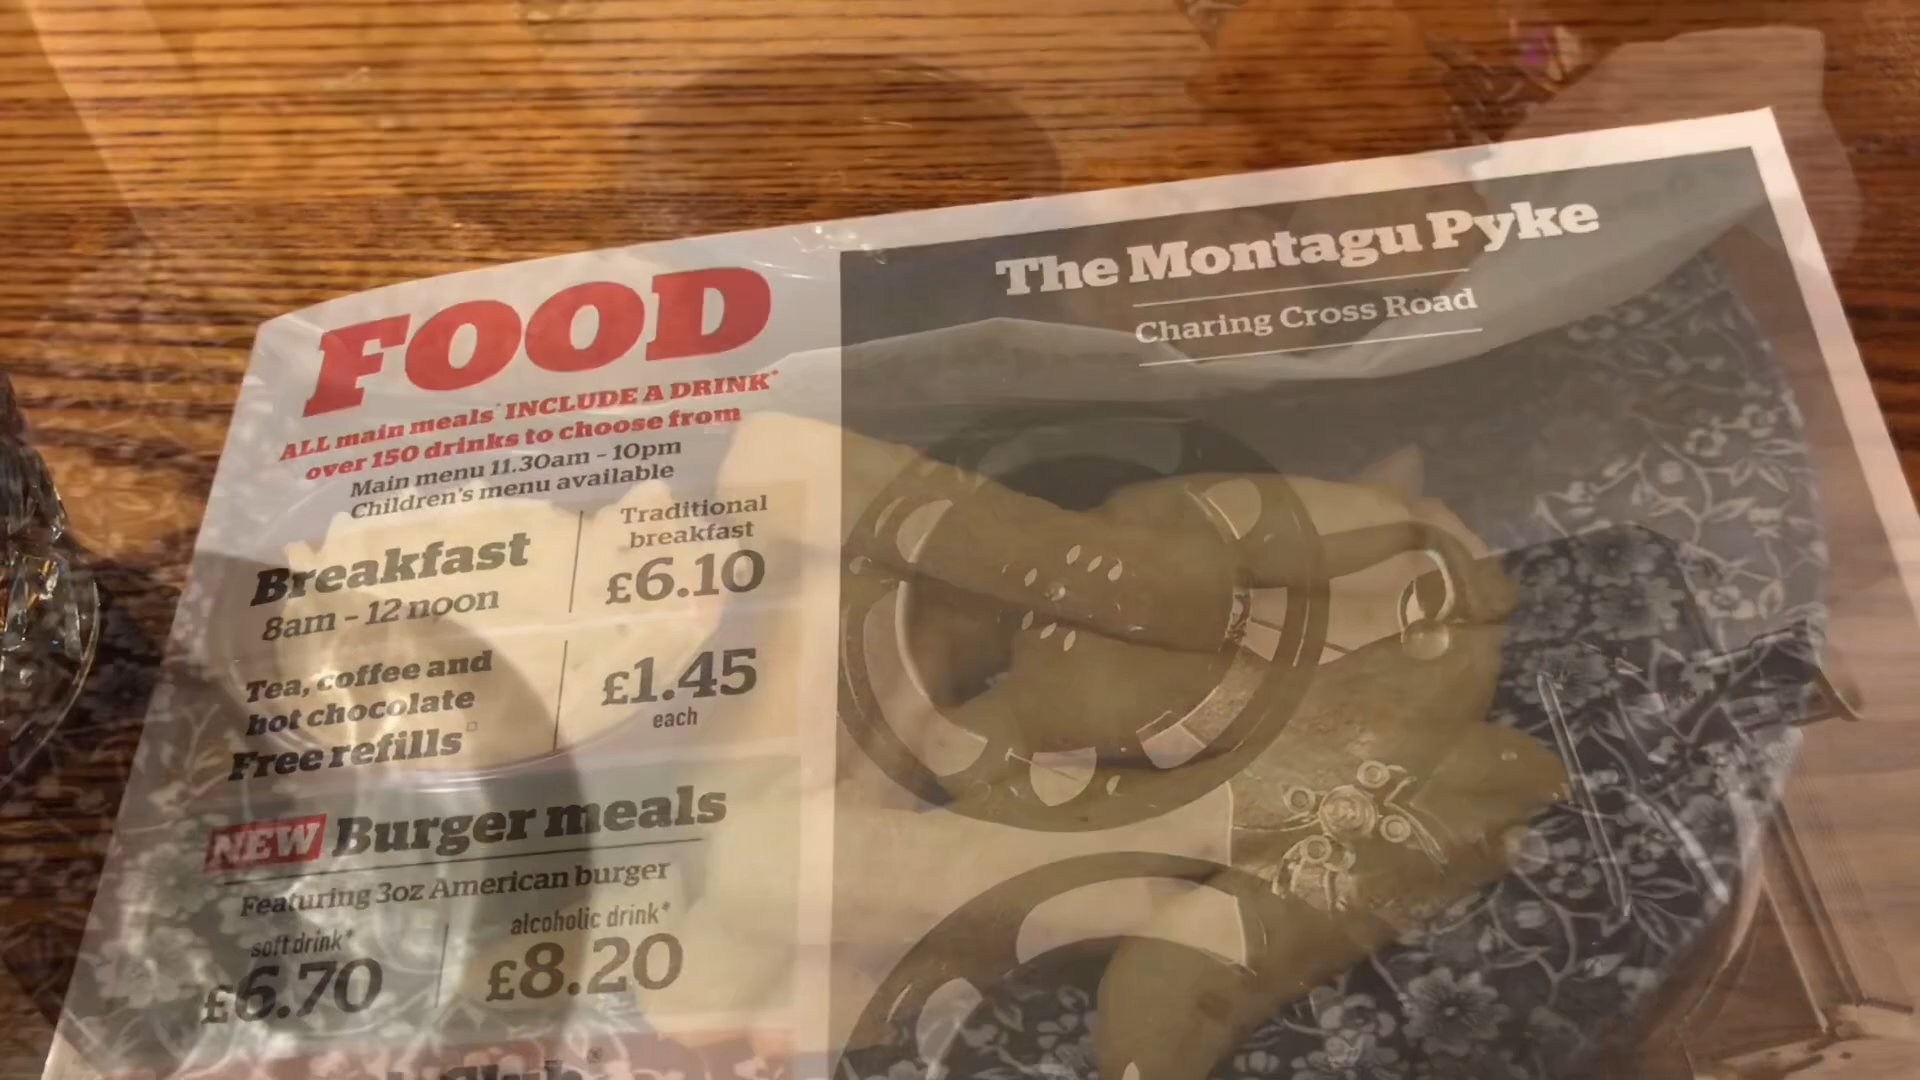 FOOD
ALL main meals* INCLUDE A DRINK*
over 150 drinks to choose from
Main menu 11.30am – 10pm
Children's menu available
Breakfast
8am – 12 noon
Traditional
breakfast
£6.10
Tea, coffee and
hot chocolate
Free refills
£1.45
each
NEW Burger meals
Featuring 3oz American burger
soft drink*
£6.70
alcoholic drink*
£8.20
Club®
The Montagu Pyke
Charing Cross Road